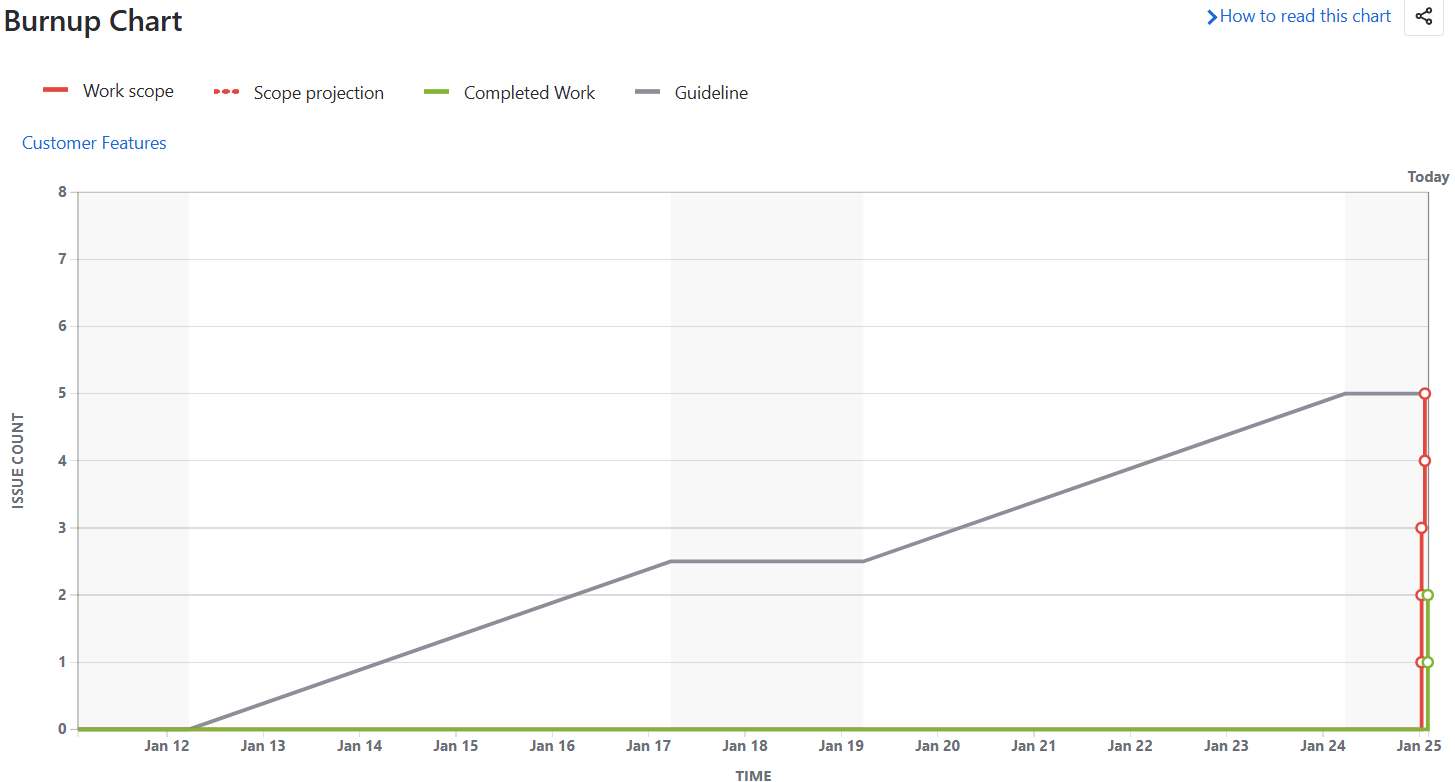 Burnup Chart
How to read this chart
Work scope
Scope projection
Completed Work
Guideline
Customer Features
Today
8
7
6
5
4
3
2
1
0
ISSUE COUNT
Jan 12
Jan 13
Jan 14
Jan 15
Jan 16
Jan 17
Jan 18
Jan 19
Jan 20
Jan 21
Jan 22
Jan 23
Jan 24
Jan 25
TIME